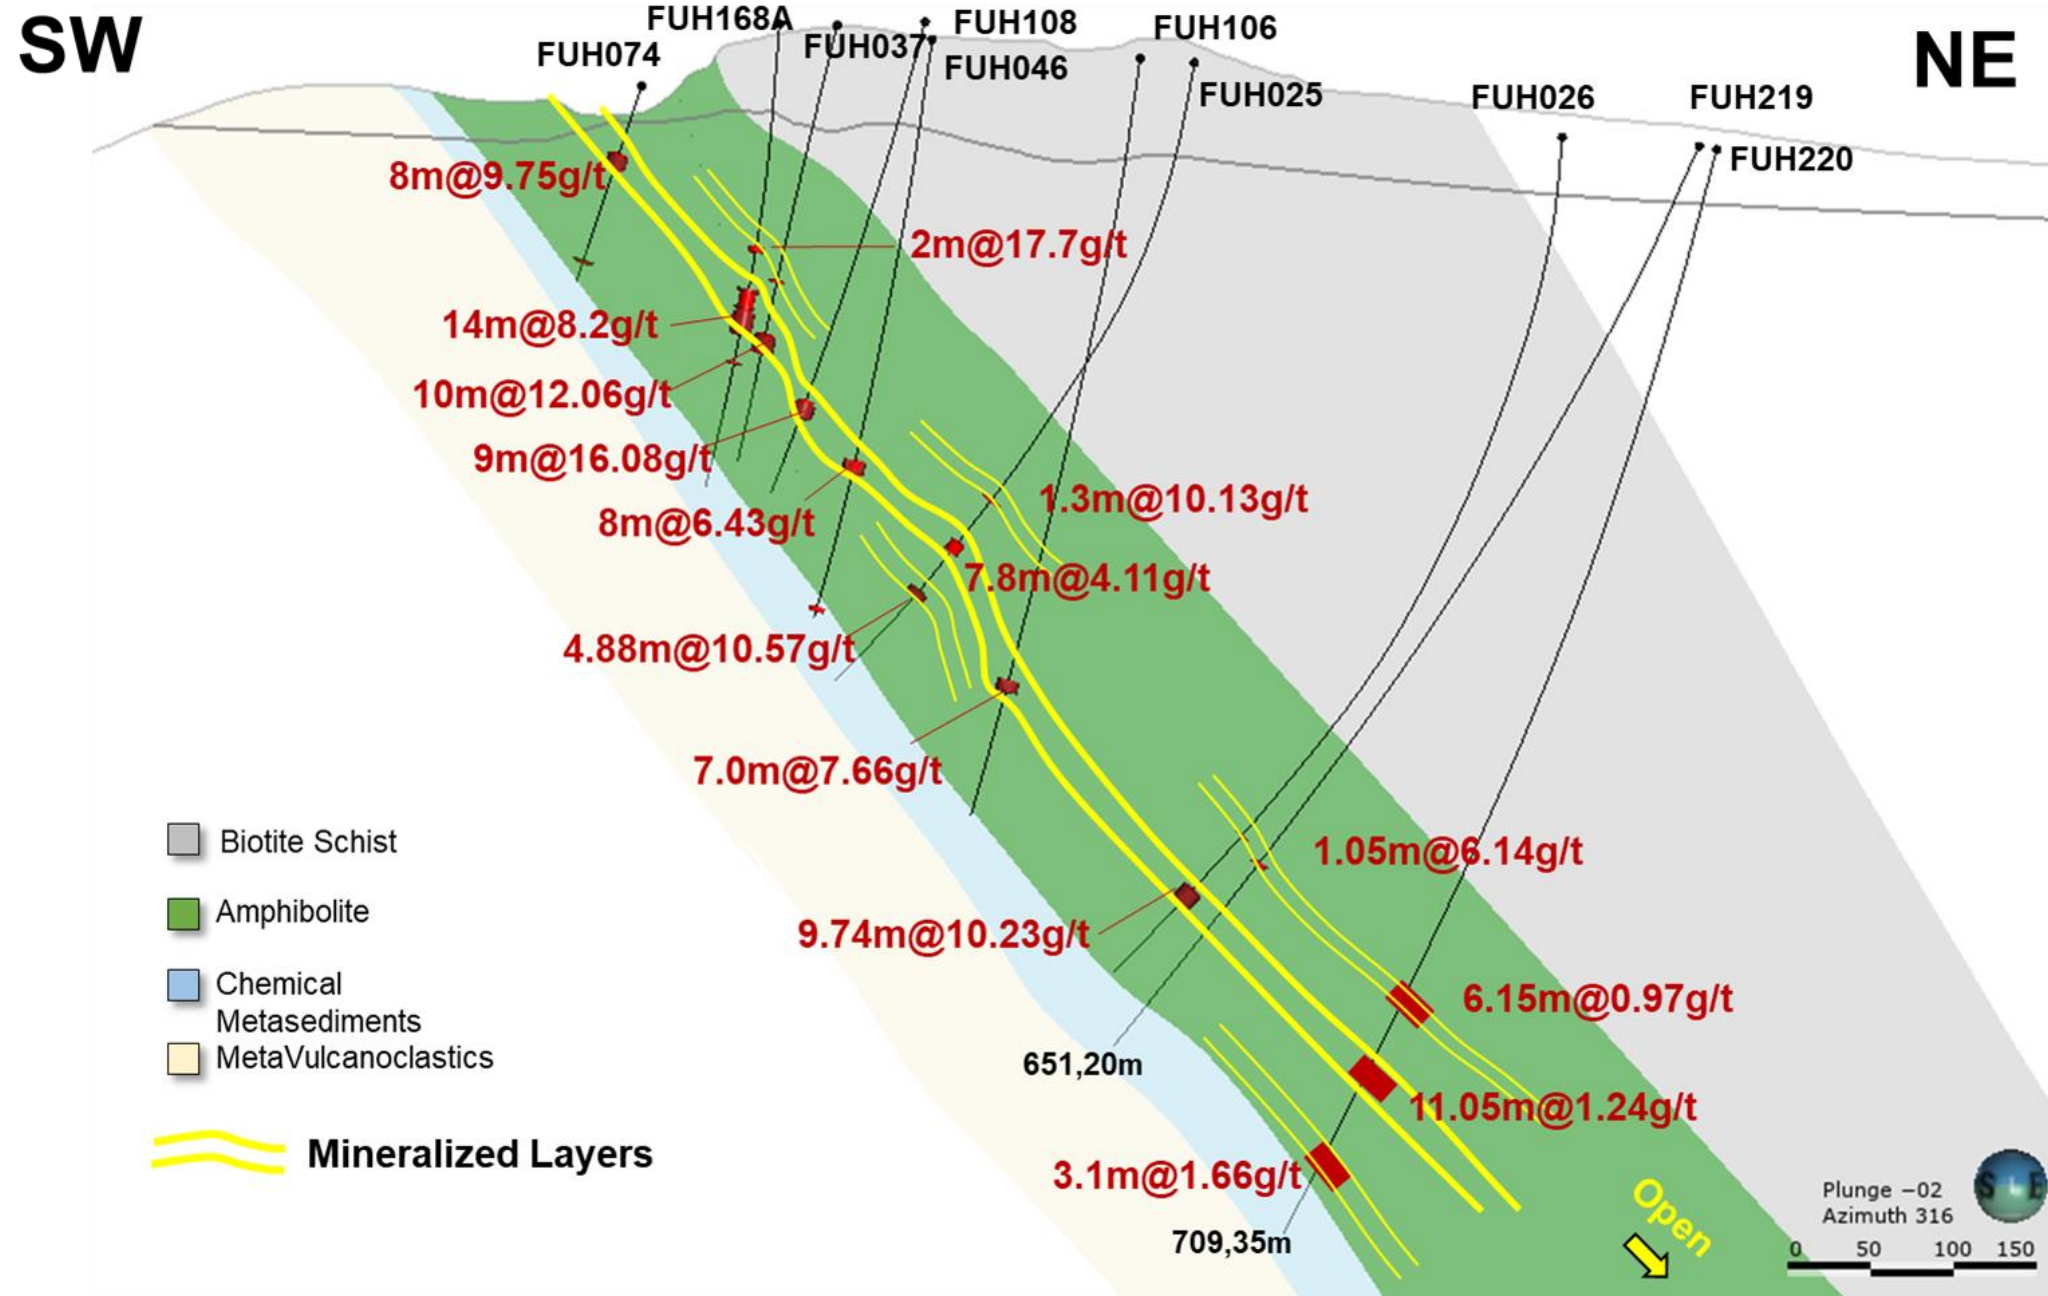 SW
FUH168A
FUH108
FUH106
FUH037
FUH074
FUH046
NE
FUH025
FUH026
FUH219
FUH220
8m@9.75g/t
2m@17.7g/t
14m@8.2g/t
10m@12.06g/t
9m@16.08g/t
1.3m@10.13g/t
8m@6.43g/t
7.8m@4.11g/t
4.88m@10.57g/t
7.0m@7.66g/t
1.05m@6.14g/t
9.74m@10.23g/t
6.15m@0.97g/t
651,20m
11.05m@1.24g/t
3.1m@1.66g/t
709,35m
Biotite Schist
Amphibolite
Chemical
Metasediments
MetaVulcanoclastics
Mineralized Layers
Open
Plunge −02
Azimuth 316
S L E
0 50 100 150